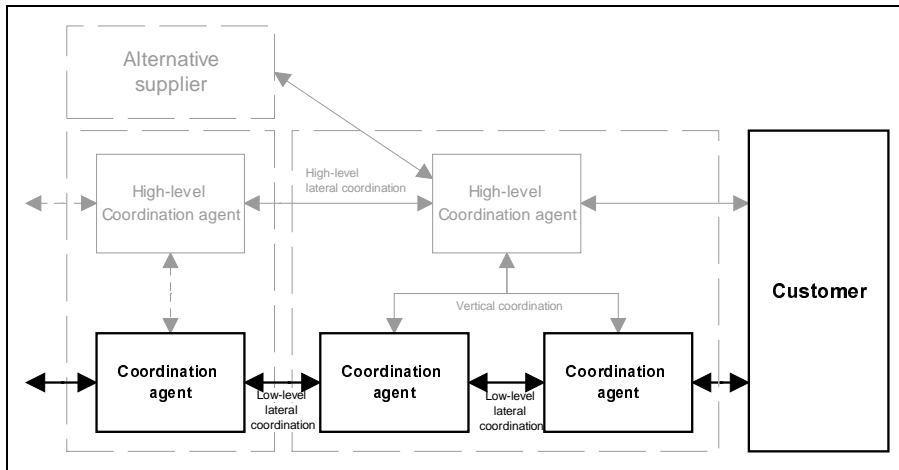 Alternative
supplier
High-level
lateral coordination
High-level
Coordination agent
High-level
Coordination agent
Customer
Vertical coordination
Coordination
agent
Low-level
lateral
coordination
Coordination
agent
Low-level
lateral
coordination
Coordination
agent